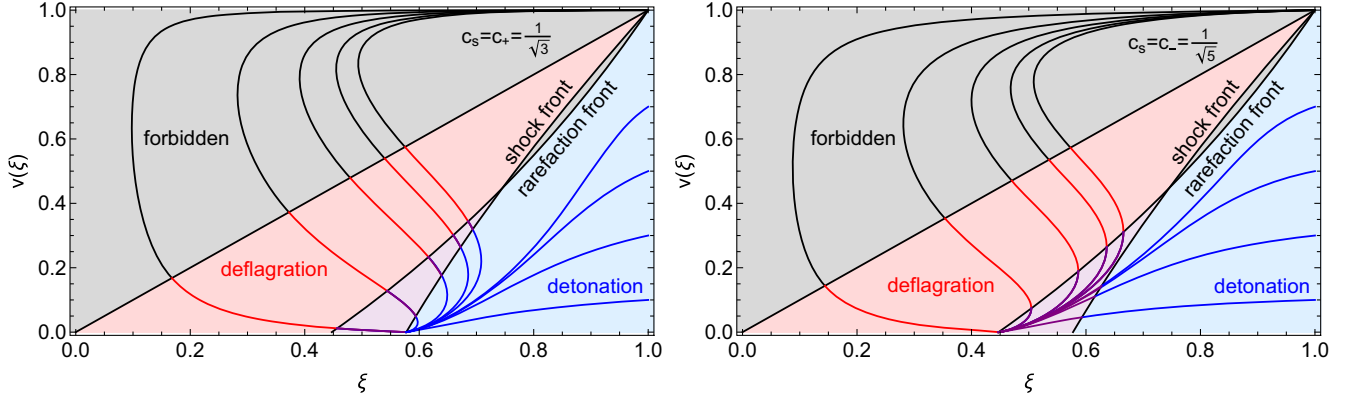 1.0
0.8
0.6
0.4
0.2
0.0
v(ξ)
0.0 0.2 0.4 0.6 0.8 1.0
ξ
forbidden
c_s=c_+=1/√3
shock front
rarefaction front
deflagration
detonation
1.0
0.8
0.6
0.4
0.2
0.0
v(ξ)
0.0 0.2 0.4 0.6 0.8 1.0
ξ
forbidden
c_s=c_-=1/√5
shock front
rarefaction front
deflagration
detonation